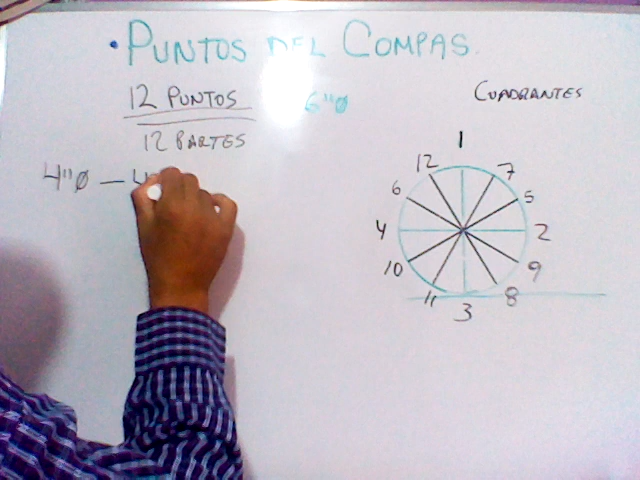 • PUNTOS DEL COMPAS.
12 PUNTOS
12 PARTES
6"Ø
4"Ø — 4
CUADRANTES
1
12 7
6 5
4 2
10 9
11 8
3